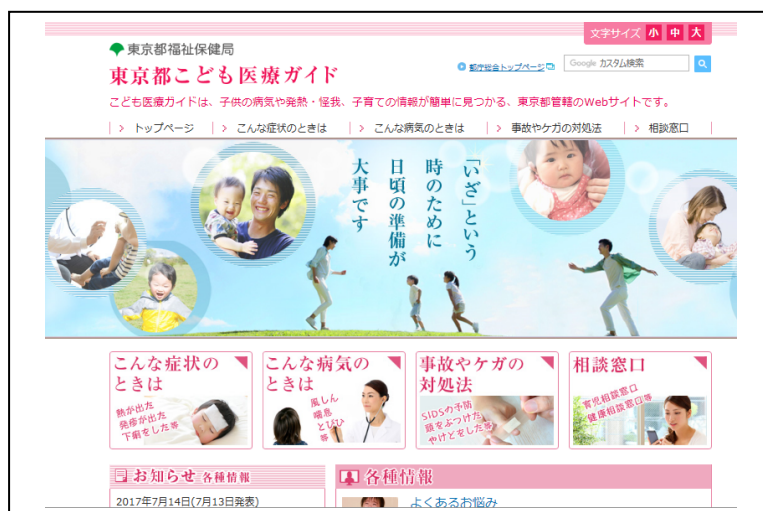 文字サイズ 小 中 大
東京都福祉保健局
都庁総合トップページ
Google カスタム検索
東京都こども医療ガイド
こども医療ガイドは、子供の病気や発熱・怪我、子育ての情報が簡単に見つかる、東京都管轄のWebサイトです。
トップページ
こんな症状のときは
こんな病気のときは
事故やケガの対処法
相談窓口
「いざ」という
時のために
日頃の準備が
大事です
こんな症状の
ときは
熱が出た
発疹が出た
下痢をした等
こんな病気の
ときは
風しん
喘息
とびひ
等
事故やケガの
対処法
SIDSの予防
頭をぶつけた
やけどをした等
相談窓口
育児相談窓口
健康相談窓口等
お知らせ 各種情報
2017年7月14日(7月13日発表)
各種情報
よくあるお悩み